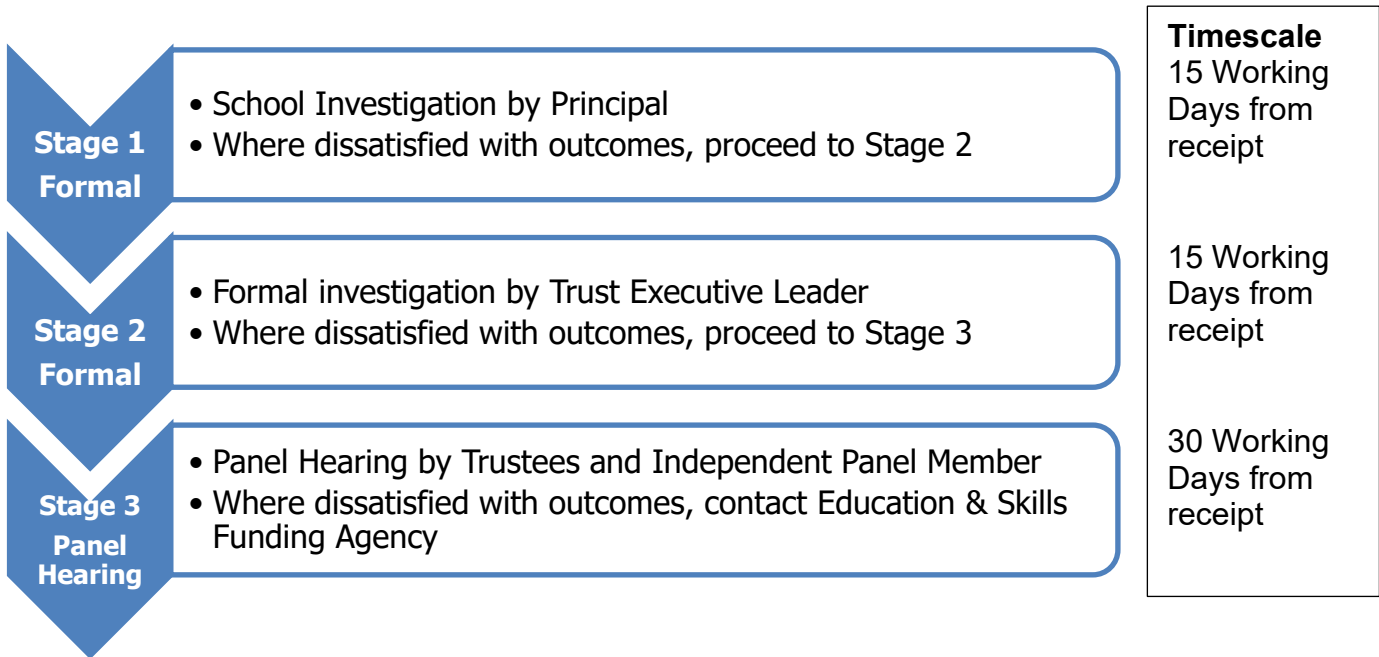 Stage 1
Formal
• School Investigation by Principal
• Where dissatisfied with outcomes, proceed to Stage 2
Stage 2
Formal
• Formal investigation by Trust Executive Leader
• Where dissatisfied with outcomes, proceed to Stage 3
Stage 3
Panel
Hearing
• Panel Hearing by Trustees and Independent Panel Member
• Where dissatisfied with outcomes, contact Education & Skills
Funding Agency
Timescale
15 Working
Days from
receipt
15 Working
Days from
receipt
30 Working
Days from
receipt